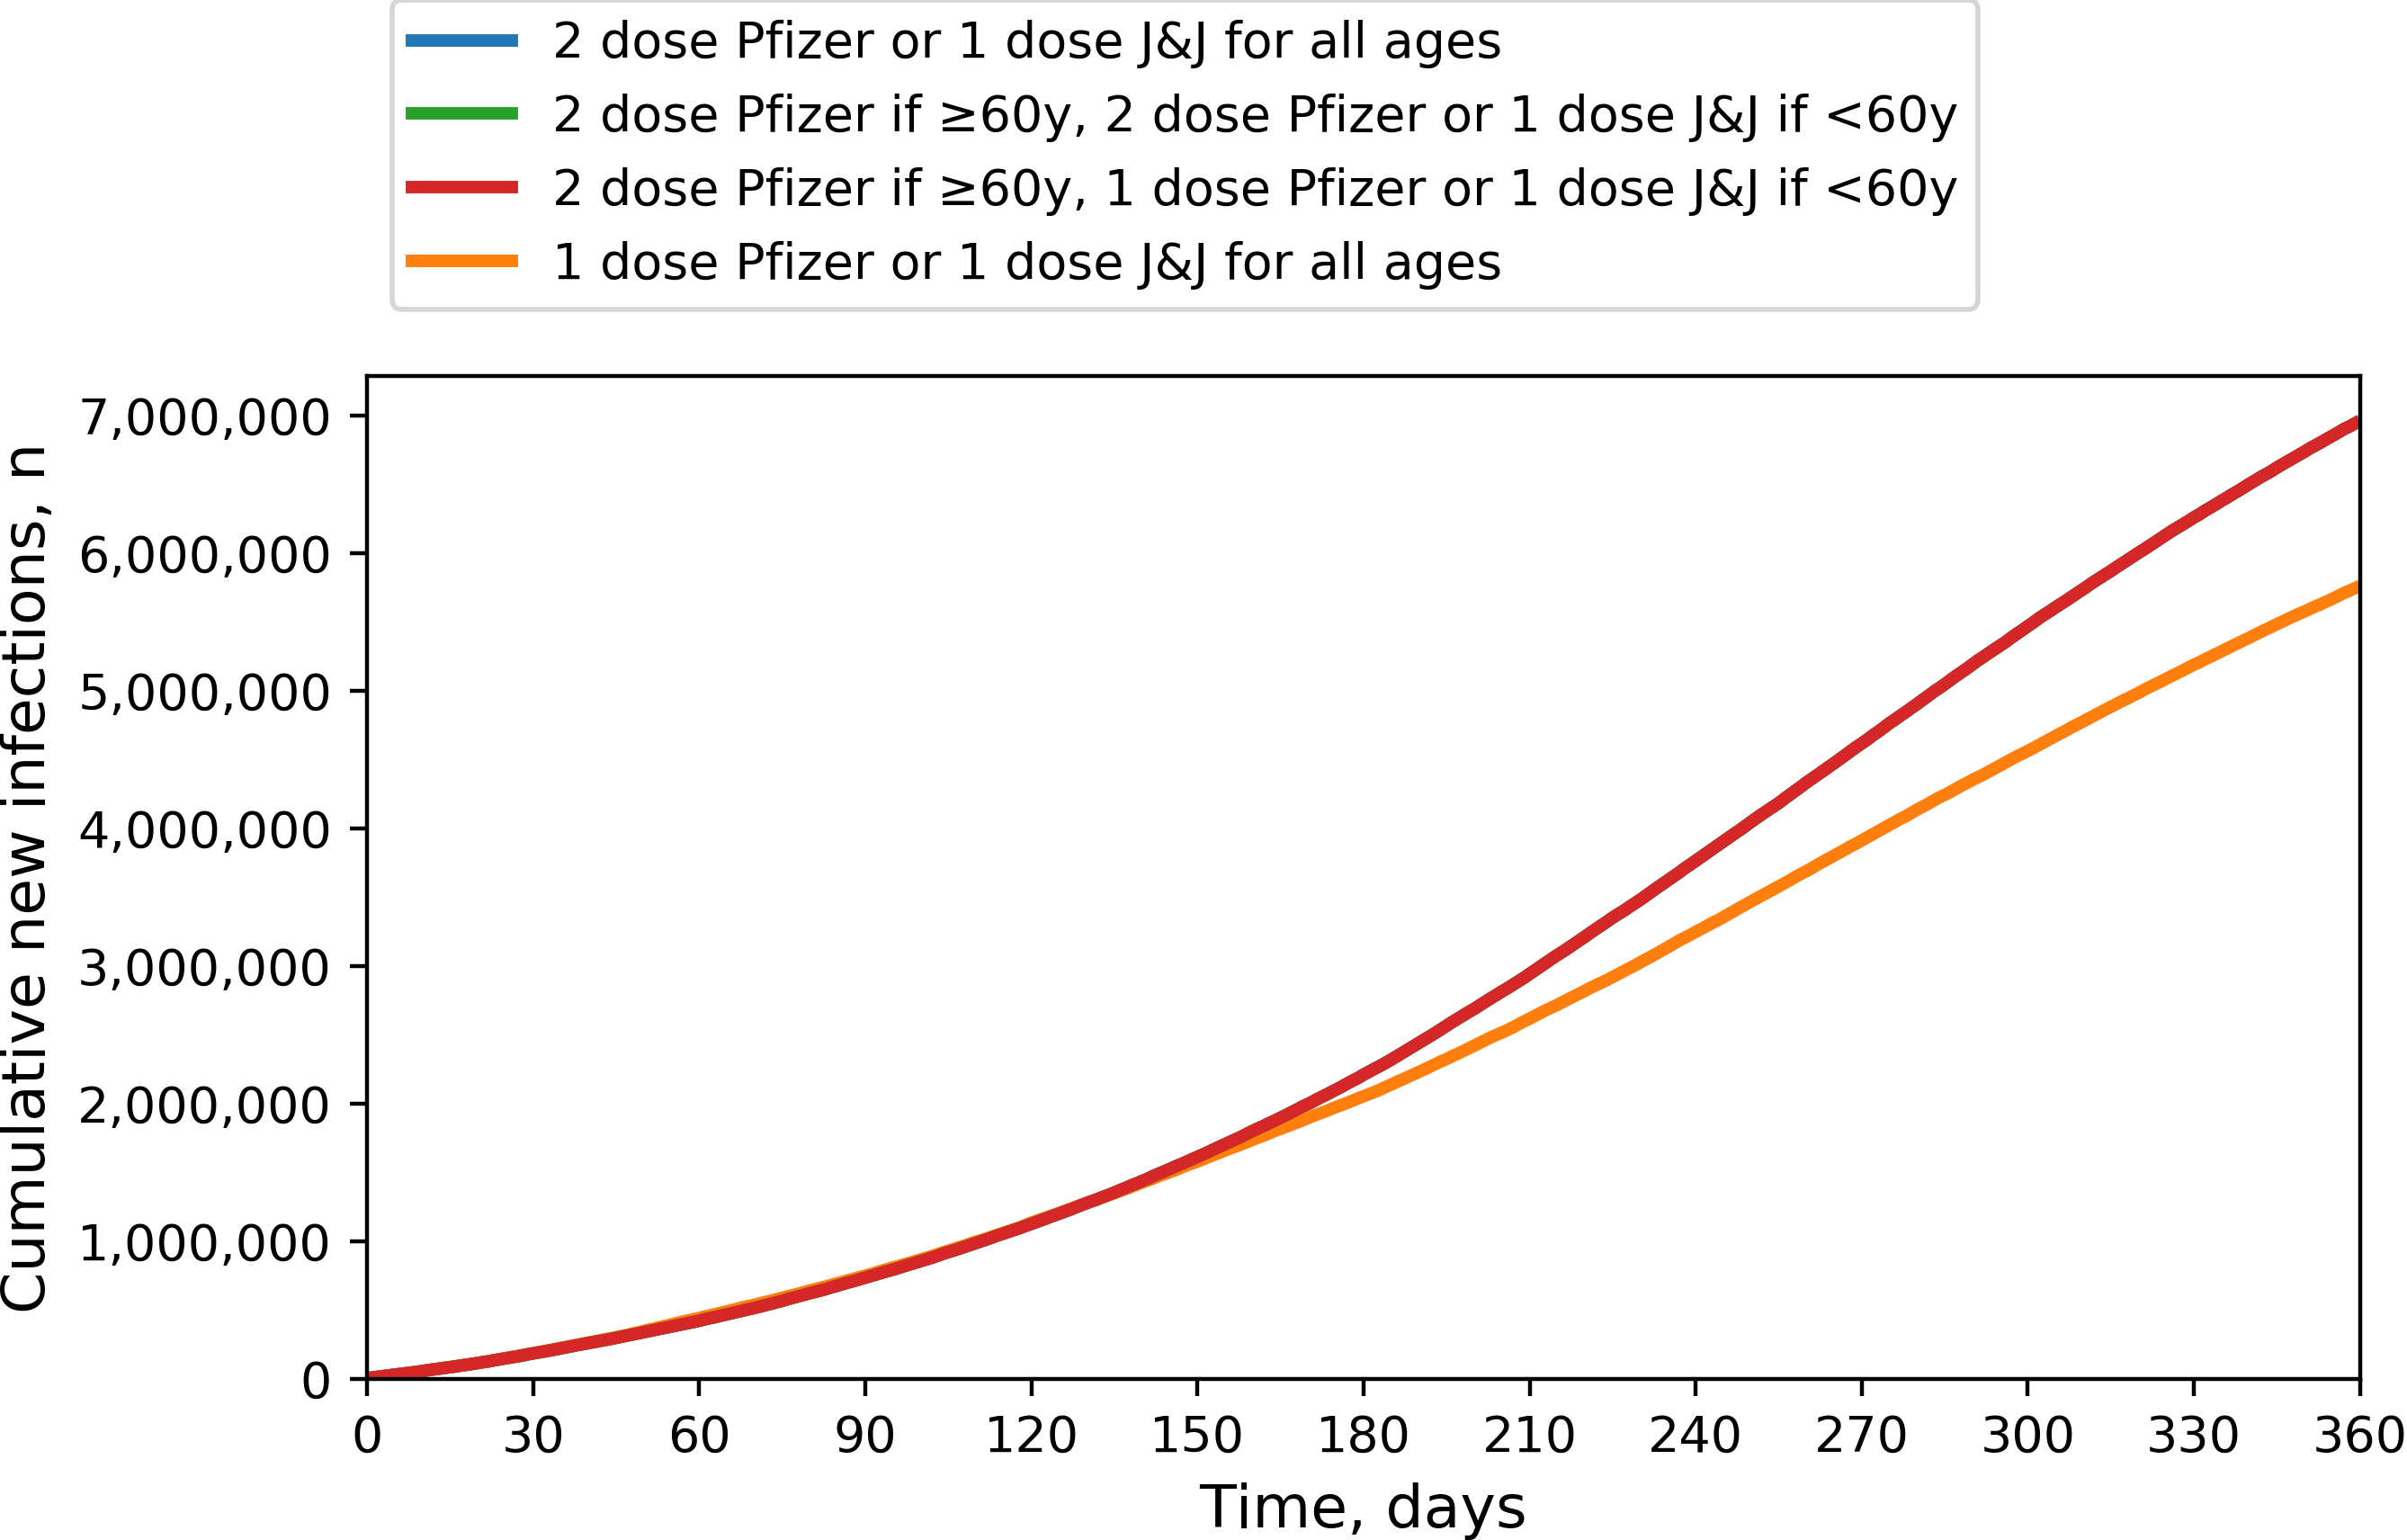 2 dose Pfizer or 1 dose J&J for all ages
2 dose Pfizer if ≥60y, 2 dose Pfizer or 1 dose J&J if <60y
2 dose Pfizer if ≥60y, 1 dose Pfizer or 1 dose J&J if <60y
1 dose Pfizer or 1 dose J&J for all ages
Cumulative new infections, n
7,000,000
6,000,000
5,000,000
4,000,000
3,000,000
2,000,000
1,000,000
0
0 30 60 90 120 150 180 210 240 270 300 330 360
Time, days